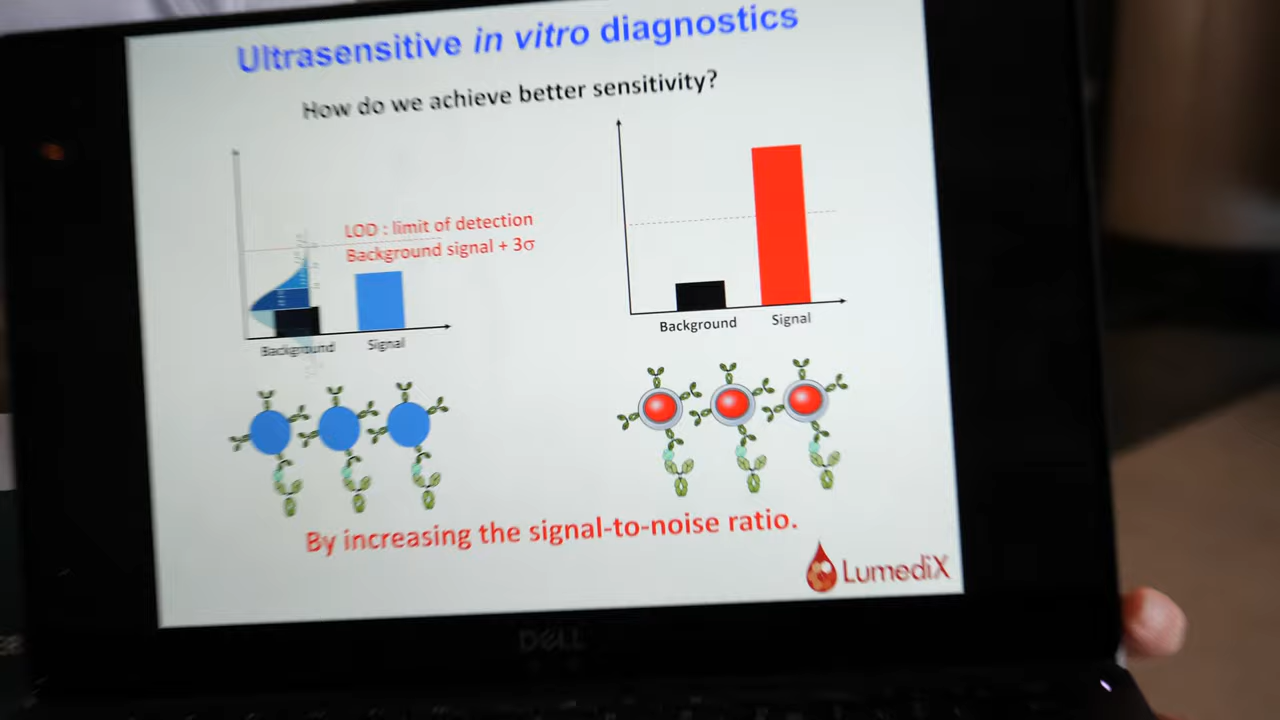 Ultrasensitive in vitro diagnostics
How do we achieve better sensitivity?
LOD : limit of detection
Background signal + 3σ
Background
Signal
Background
Signal
By increasing the signal-to-noise ratio.
LumediX
DELL